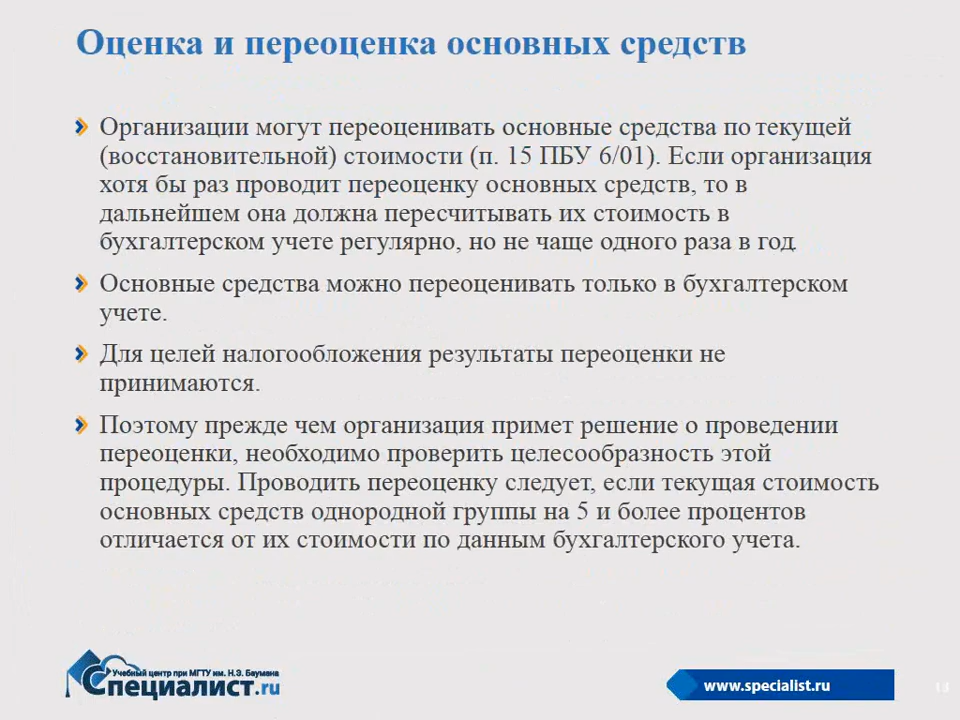 Оценка и переоценка основных средств
Организации могут переоценивать основные средства по текущей
(восстановительной) стоимости (п. 15 ПБУ 6/01). Если организация
хотя бы раз проводит переоценку основных средств, то в
дальнейшем она должна пересчитывать их стоимость в
бухгалтерском учете регулярно, но не чаще одного раза в год.
Основные средства можно переоценивать только в бухгалтерском
учете.
Для целей налогообложения результаты переоценки не
принимаются.
Поэтому прежде чем организация примет решение о проведении
переоценки, необходимо проверить целесообразность этой
процедуры. Проводить переоценку следует, если текущая стоимость
основных средств однородной группы на 5 и более процентов
отличается от их стоимости по данным бухгалтерского учета.
Учебный центр при МГТУ им. Н.Э. Баумана
Специалист.ru
www.specialist.ru
13